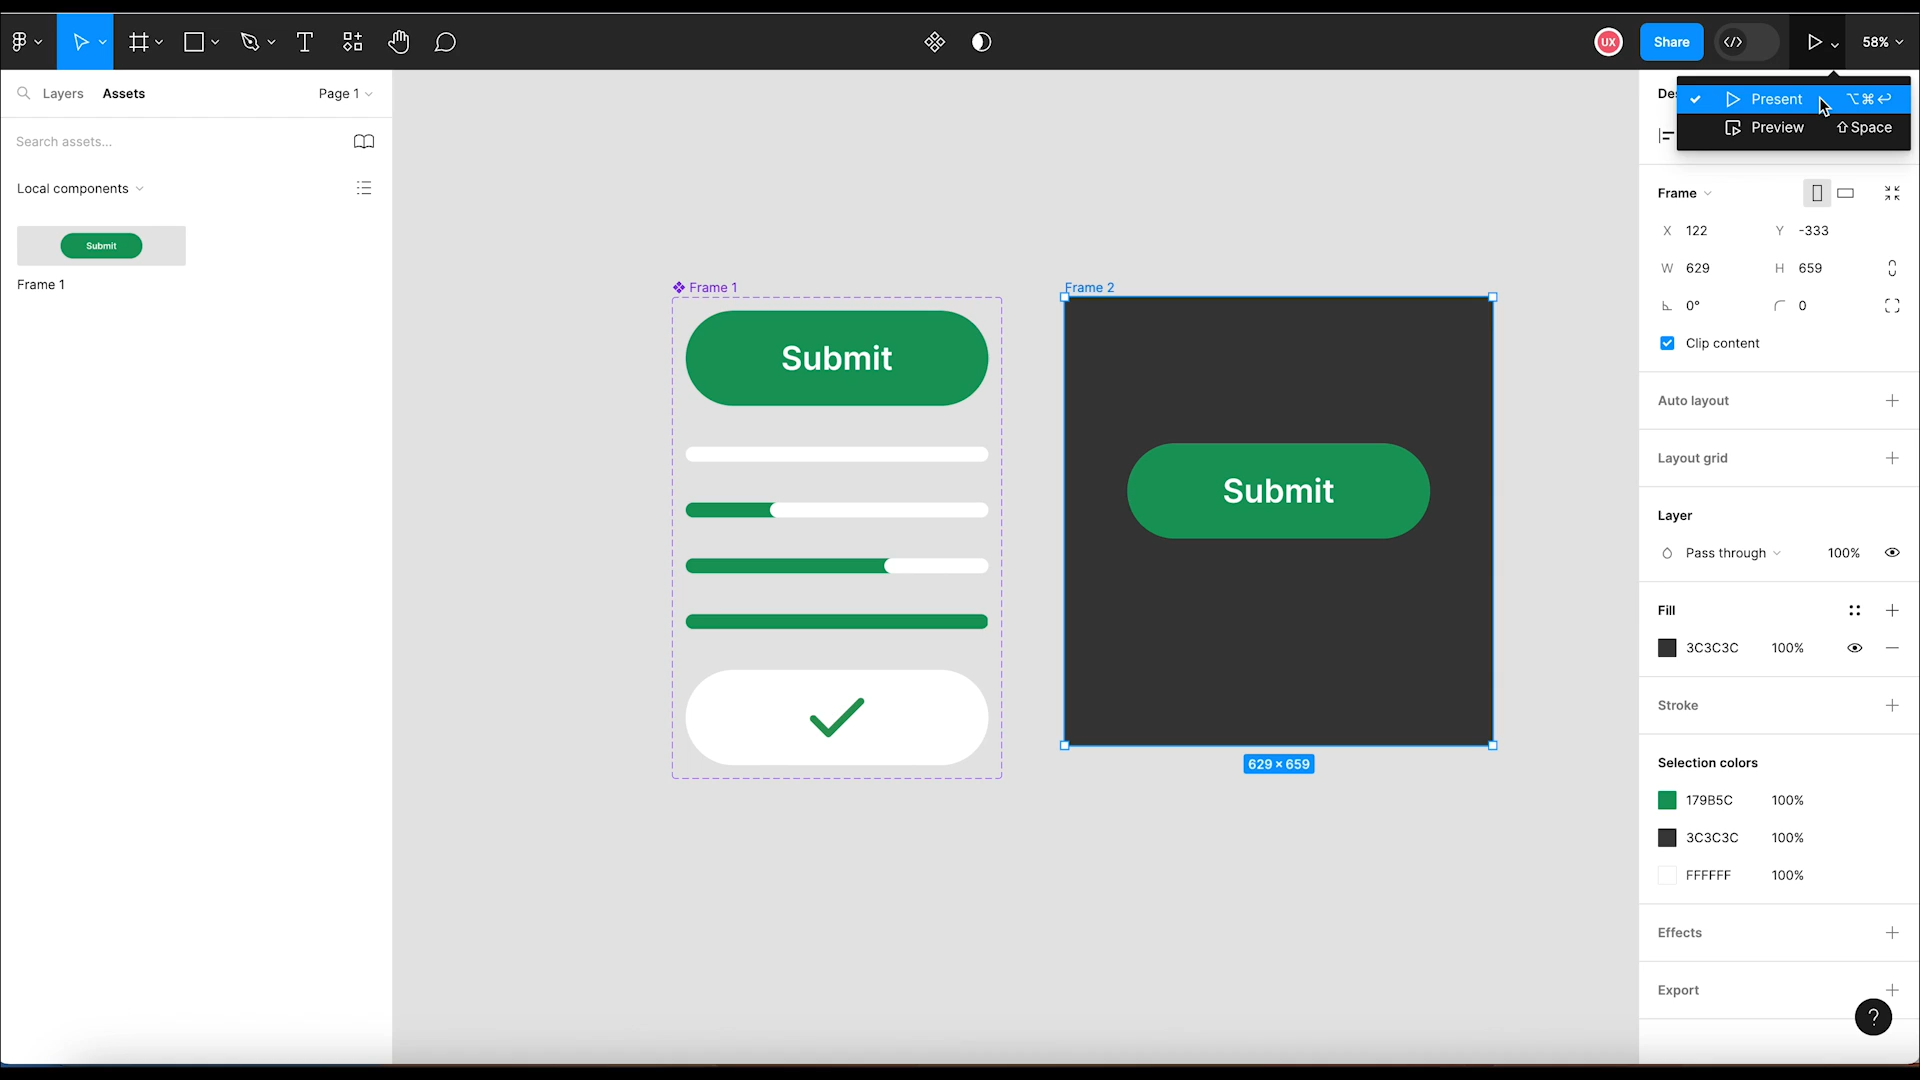 UX
Share
58%
Layers
Assets
Page 1
Des
Present
⌥⌘↩
Preview
⇧Space
Search assets...
Local components
Submit
Frame 1
Frame 1
Submit
Frame 2
Submit
629 × 659
Frame
X 122
Y -333
W 629
H 659
0°
0
Clip content
Auto layout
Layout grid
Layer
Pass through
100%
Fill
3C3C3C
100%
Stroke
Selection colors
179B5C
100%
3C3C3C
100%
FFFFFF
100%
Effects
Export
?